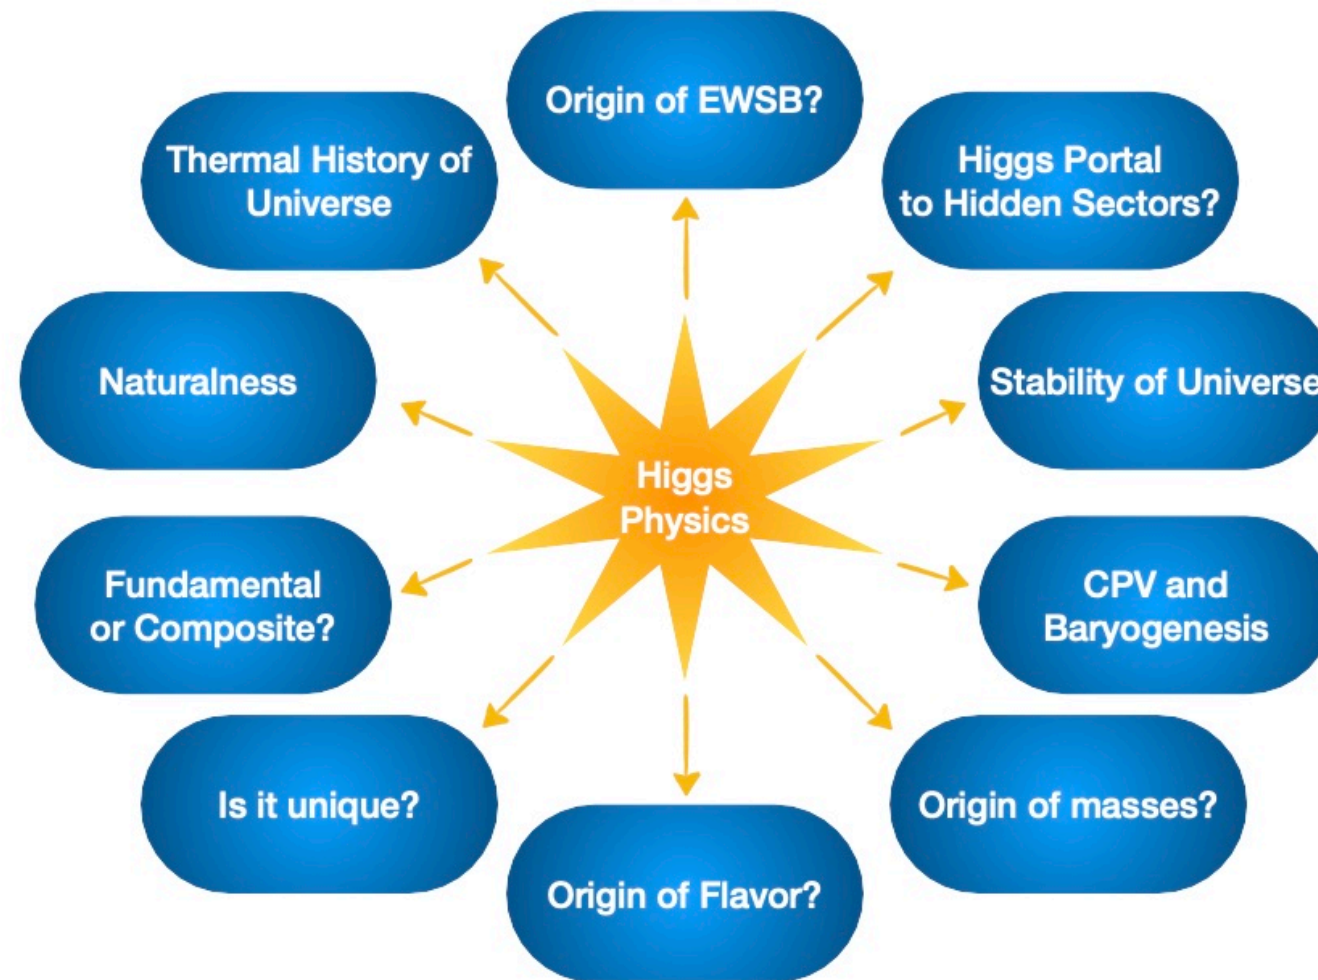 Origin of EWSB?
Thermal History of
Universe
Higgs Portal
to Hidden Sectors?
Naturalness
Stability of Universe
Higgs
Physics
Fundamental
or Composite?
CPV and
Baryogenesis
Is it unique?
Origin of masses?
Origin of Flavor?